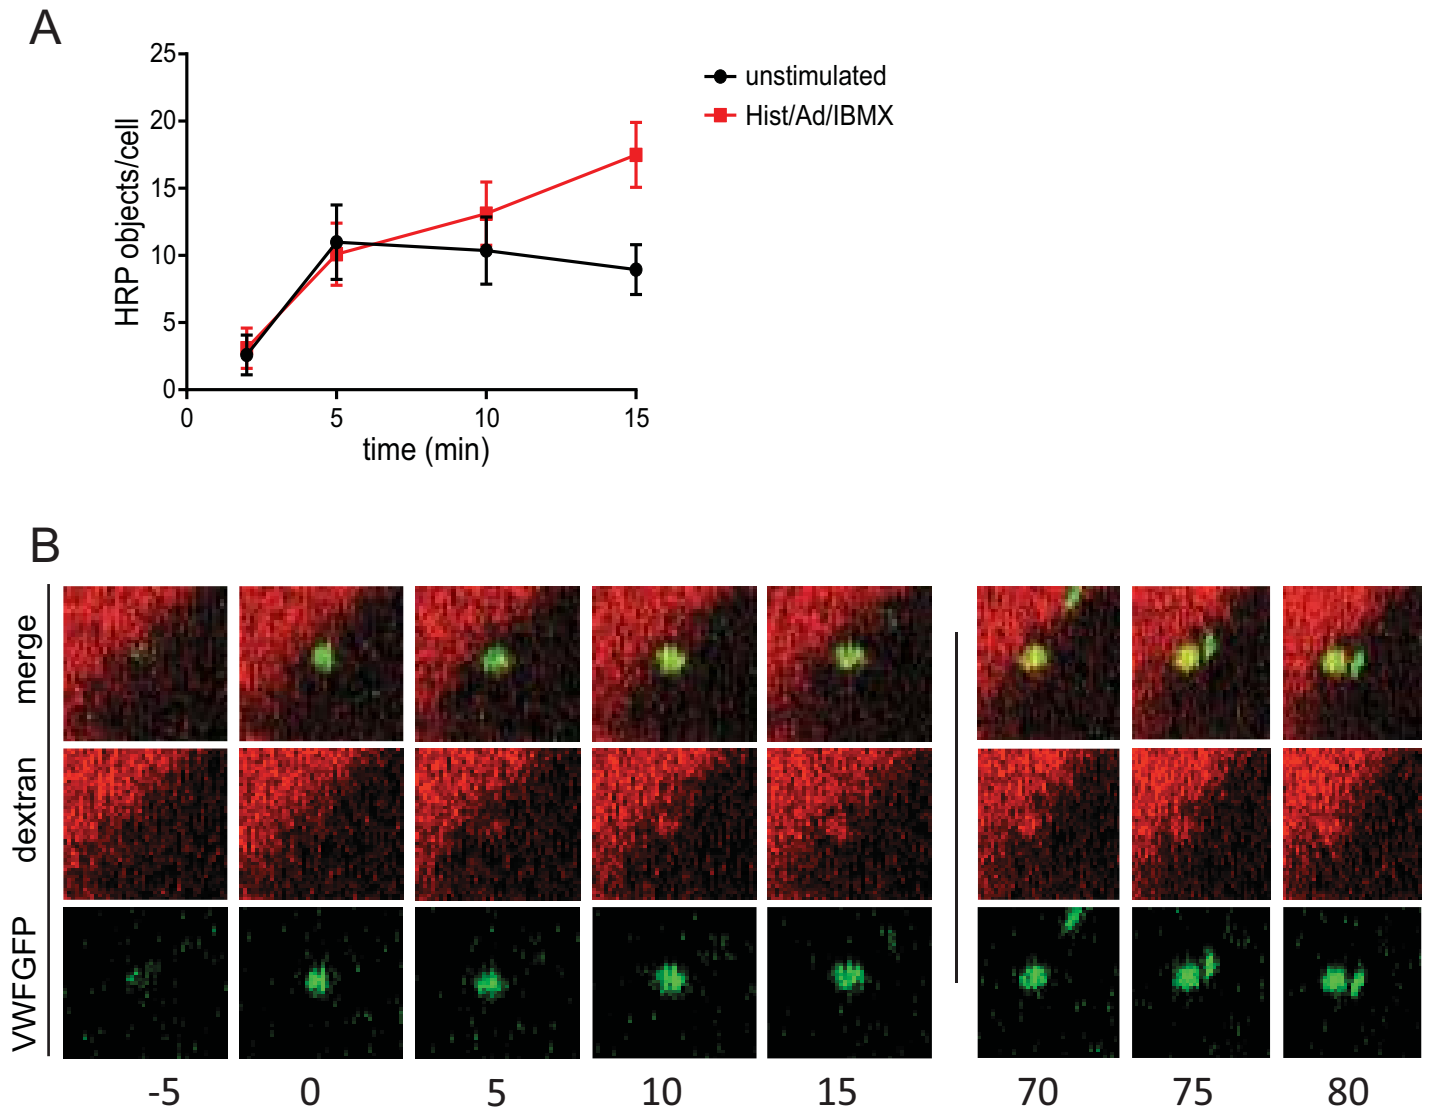 A
25
20
15
10
5
0
HRP objects/cell
0 5 10 15
time (min)
unstimulated
Hist/Ad/IBMX
B
merge
dextran
VWFGFP
-5 0 5 10 15 70 75 80